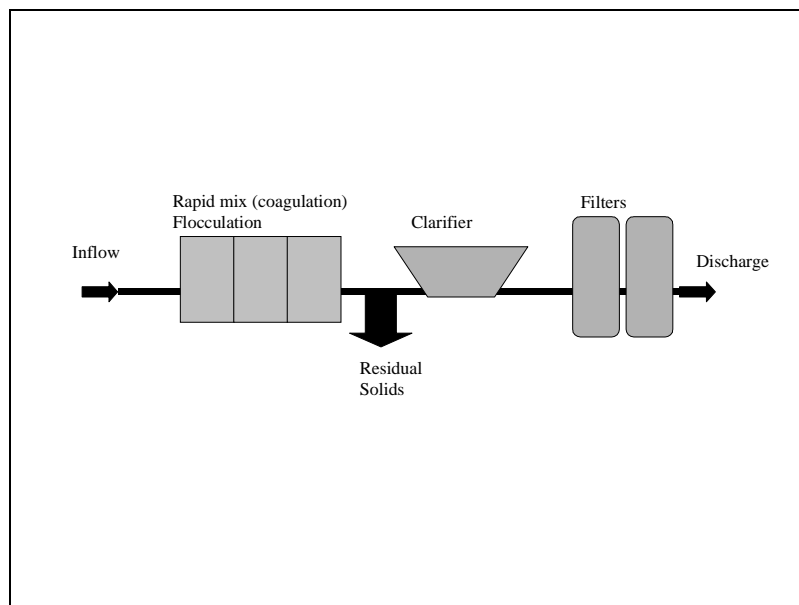 Rapid mix (coagulation)
Flocculation
Clarifier
Filters
Inflow
Discharge
Residual
Solids